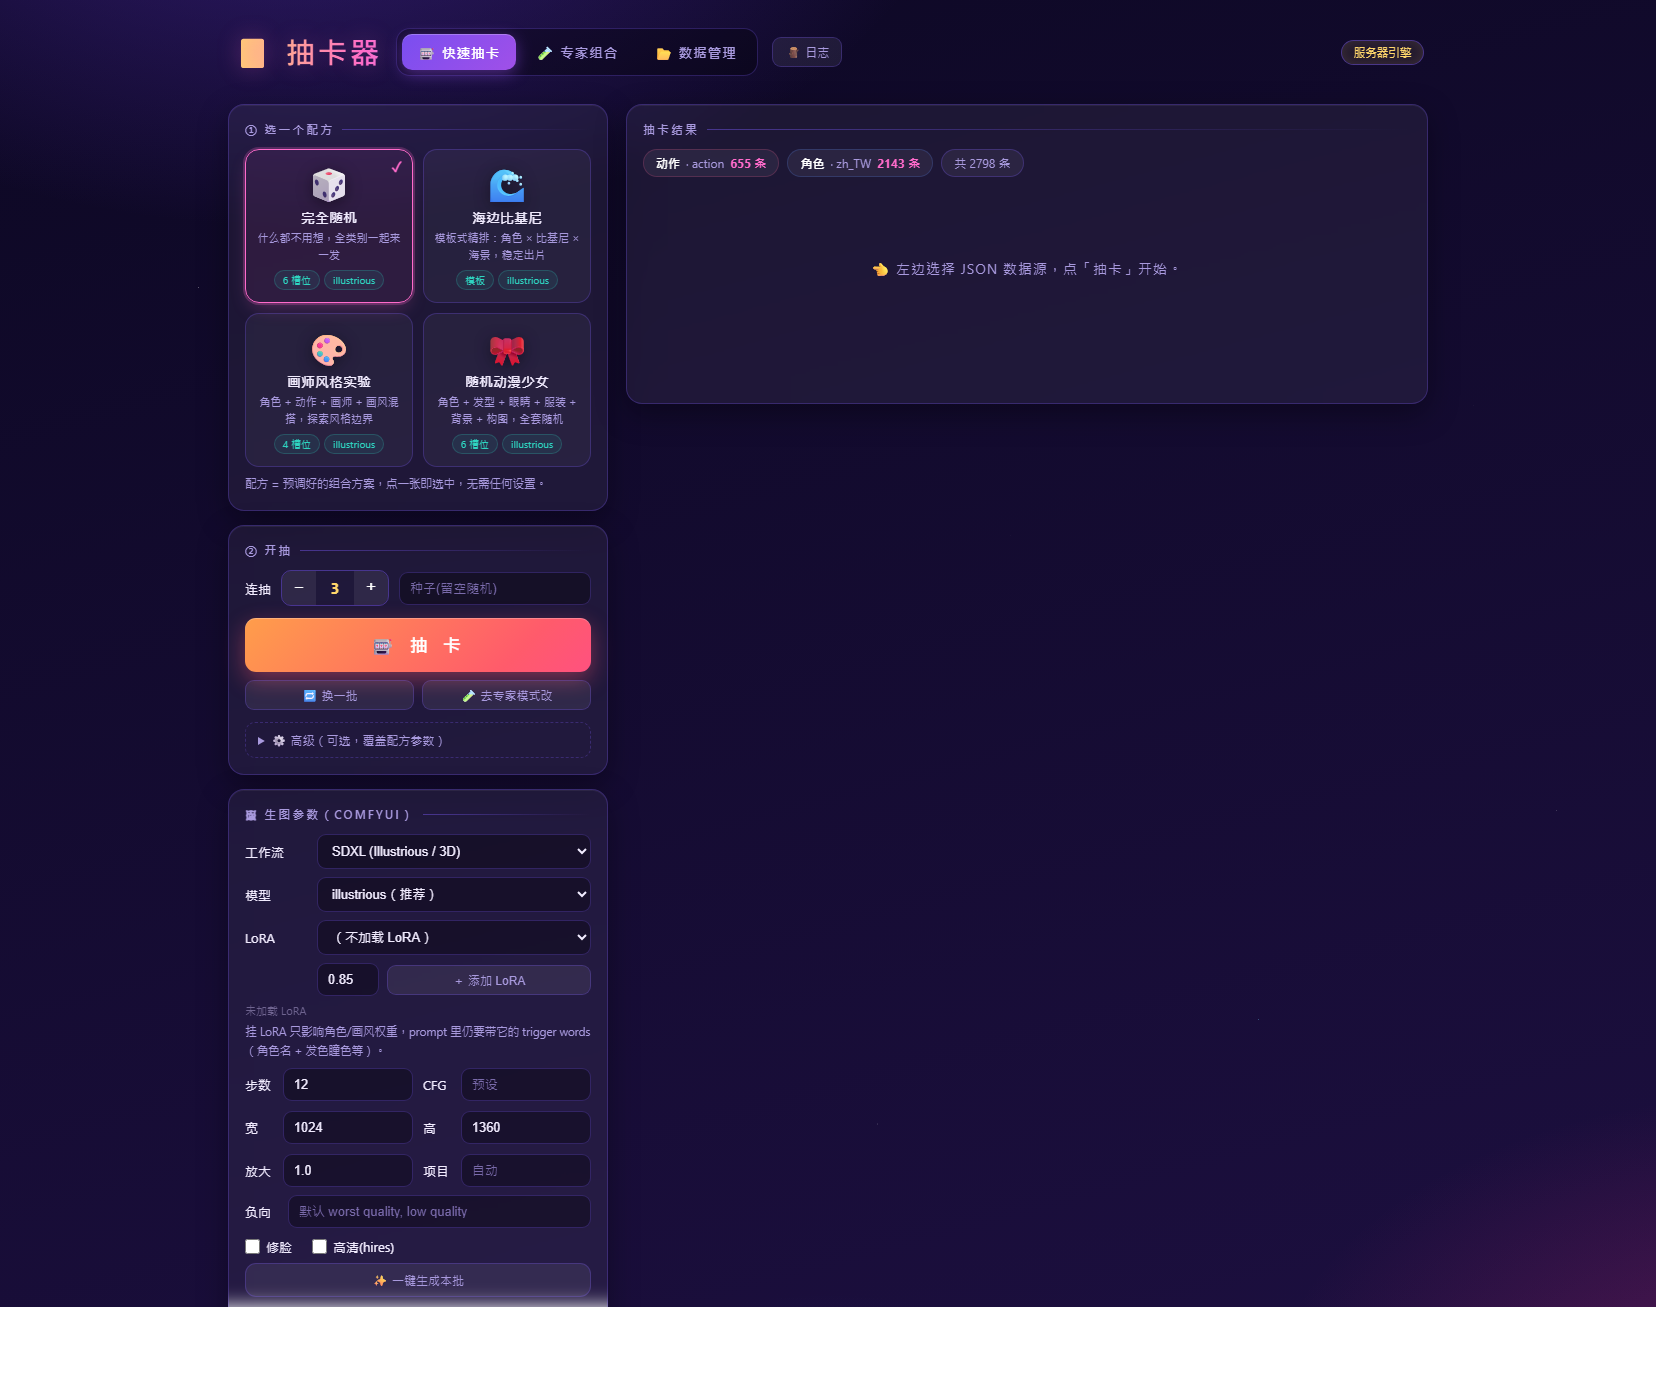 抽卡器
快速抽卡
专家组合
数据管理
日志
服务器引擎
① 选一个配方
完全随机
什么都不用想，全类别一起来一发
6 槽位
illustrious
海边比基尼
模板式精排：角色 × 比基尼 × 海景，稳定出片
模板
illustrious
画师风格实验
角色 + 动作 + 画师 + 画风混搭，探索风格边界
4 槽位
illustrious
随机动漫少女
角色 + 发型 + 眼睛 + 服装 + 背景 + 构图，全套随机
6 槽位
illustrious
配方 = 预调好的组合方案，点一张即选中，无需任何设置。
② 开抽
连抽
−
3
+
种子(留空随机)
抽 卡
换一批
去专家模式改
高级（可选，覆盖配方参数）
生图参数（COMFYUI）
工作流
SDXL (Illustrious / 3D)
模型
illustrious（推荐）
LoRA
（不加载 LoRA）
0.85
+ 添加 LoRA
未加载 LoRA
挂 LoRA 只影响角色/画风权重，prompt 里仍要带它的 trigger words
（角色名 + 发色瞳色等）。
步数
12
CFG
预设
宽
1024
高
1360
放大
1.0
项目
自动
负向
默认 worst quality, low quality
修脸
高清(hires)
一键生成本批
抽卡结果
动作 · action 655 条
角色 · zh_TW 2143 条
共 2798 条
左边选择 JSON 数据源，点「抽卡」开始。